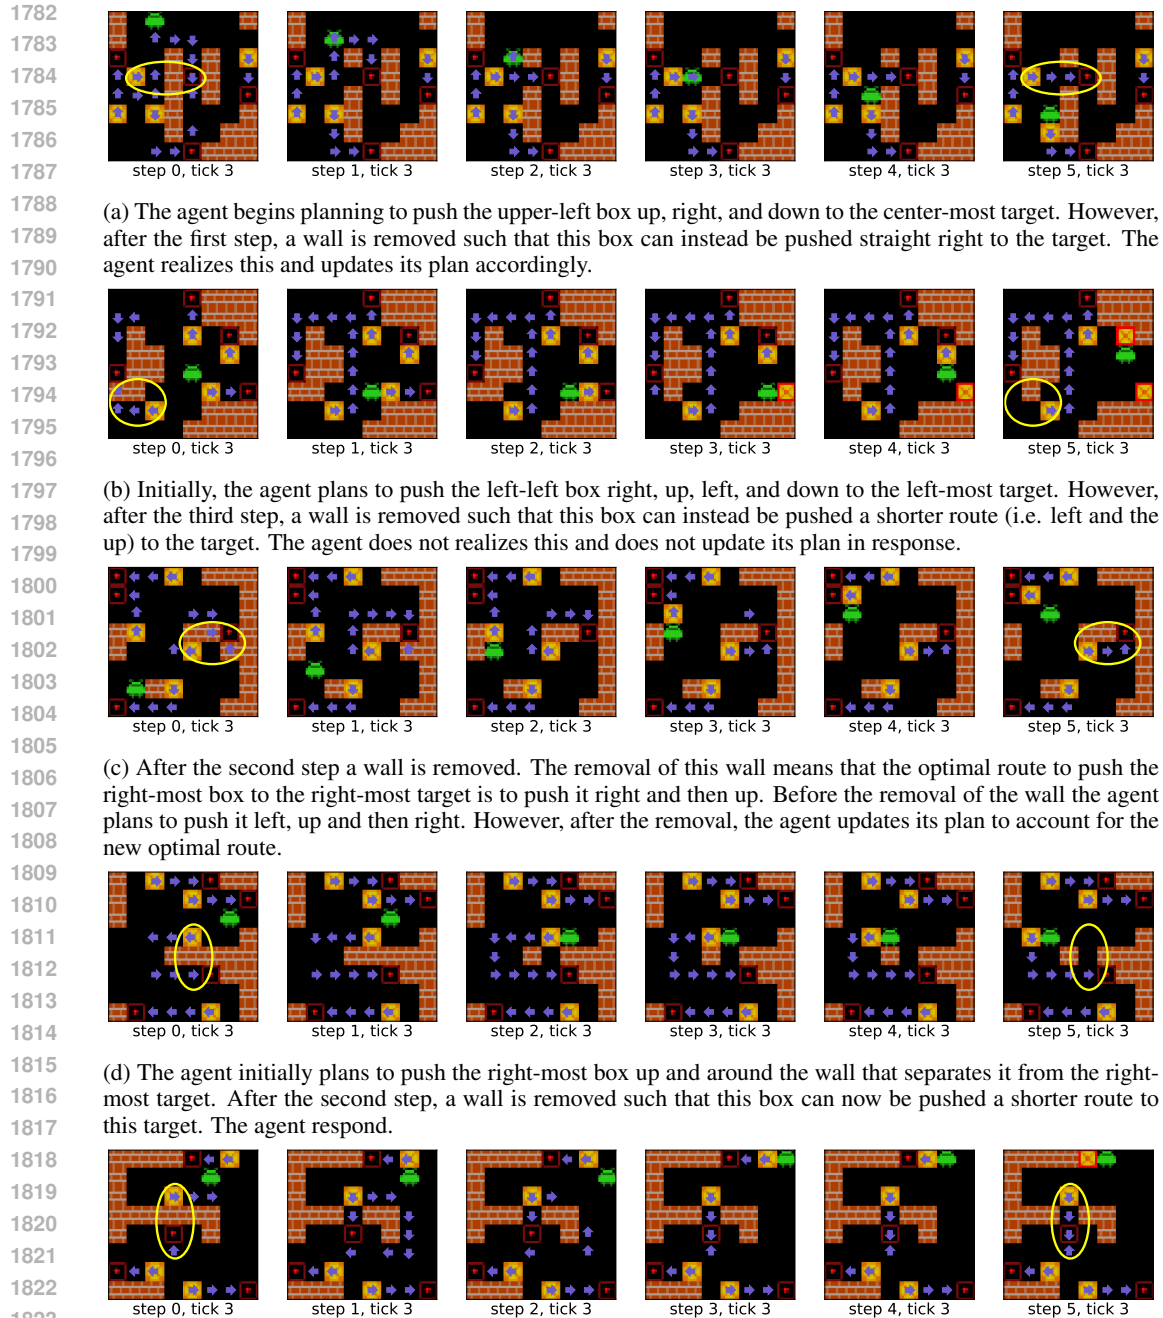 1782
1783
1784
1785
1786
1787
step 0, tick 3 step 1, tick 3 step 2, tick 3 step 3, tick 3 step 4, tick 3 step 5, tick 3
1788 (a) The agent begins planning to push the upper-left box up, right, and down to the center-most target. However,
1789 after the first step, a wall is removed such that this box can instead be pushed straight right to the target. The
1790 agent realizes this and updates its plan accordingly.
1791
1792
1793
1794
1795
step 0, tick 3 step 1, tick 3 step 2, tick 3 step 3, tick 3 step 4, tick 3 step 5, tick 3
1796
1797 (b) Initially, the agent plans to push the left-left box right, up, left, and down to the left-most target. However,
1798 after the third step, a wall is removed such that this box can instead be pushed a shorter route (i.e. left and the
1799 up) to the target. The agent does not realizes this and does not update its plan in response.
1800
1801
1802
1803
1804
1805
step 0, tick 3 step 1, tick 3 step 2, tick 3 step 3, tick 3 step 4, tick 3 step 5, tick 3
1806 (c) After the second step a wall is removed. The removal of this wall means that the optimal route to push the
1807 right-most box to the right-most target is to push it right and then up. Before the removal of the wall the agent
1808 plans to push it left, up and then right. However, after the removal, the agent updates its plan to account for the
new optimal route.
1809
1810
1811
1812
1813
1814
step 0, tick 3 step 1, tick 3 step 2, tick 3 step 3, tick 3 step 4, tick 3 step 5, tick 3
1815 (d) The agent initially plans to push the right-most box up and around the wall that separates it from the right-
1816 most target. After the second step, a wall is removed such that this box can now be pushed a shorter route to
1817 this target. The agent respond.
1818
1819
1820
1821
1822
step 0, tick 3 step 1, tick 3 step 2, tick 3 step 3, tick 3 step 4, tick 3 step 5, tick 3